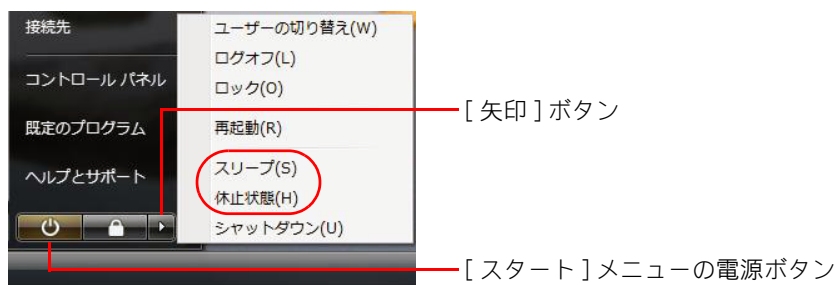 接続先
コントロール パネル
既定のプログラム
ヘルプとサポート
ユーザーの切り替え(W)
ログオフ(L)
ロック(O)
再起動(R)
スリープ(S)
休止状態(H)
シャットダウン(U)
[ 矢印 ] ボタン
[ スタート ] メニューの電源ボタン